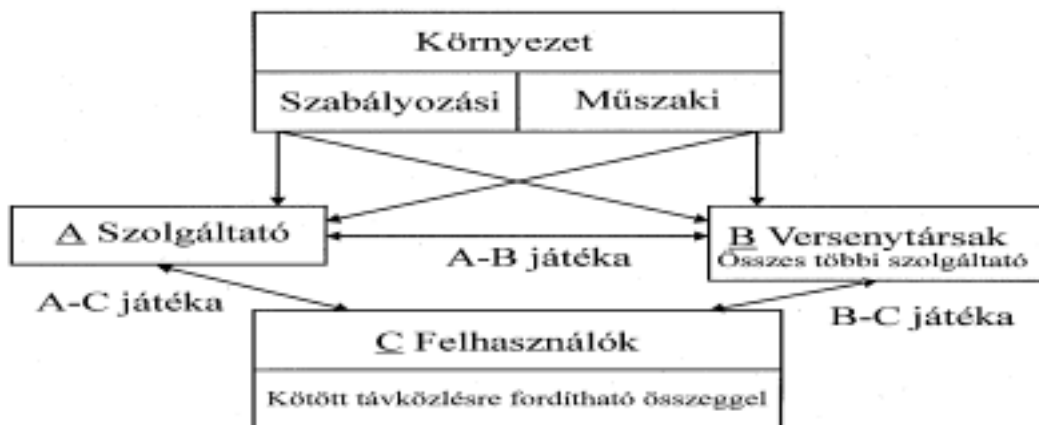 Környezet
Szabályozási
Műszaki
A Szolgáltató
B Versenytársak
Összes többi szolgáltató
A-B játéka
A-C játéka
B-C játéka
C Felhasználók
Kötött távközlésre fordítható összeggel